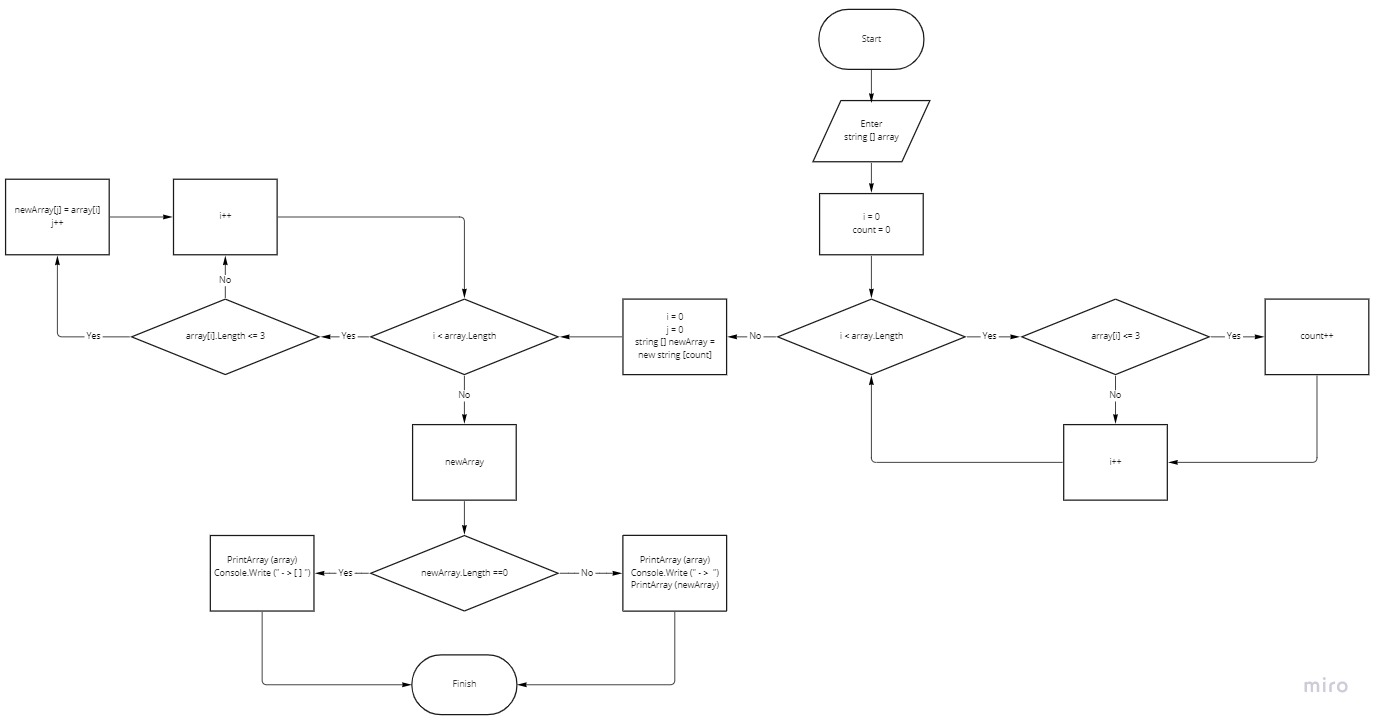 Start
Enter
string [] array
i = 0
count = 0
i < array.Length
Yes
array[i] <= 3
Yes
count++
No
i++
No
i = 0
j = 0
string [] newArray =
new string [count]
i < array.Length
Yes
array[i].Length <= 3
Yes
newArray[j] = array[i]
j++
No
i++
No
newArray
newArray.Length ==0
Yes
PrintArray (array)
Console.Write (" - > [ ] ")
No
PrintArray (array)
Console.Write (" - >  ")
PrintArray (newArray)
Finish
miro